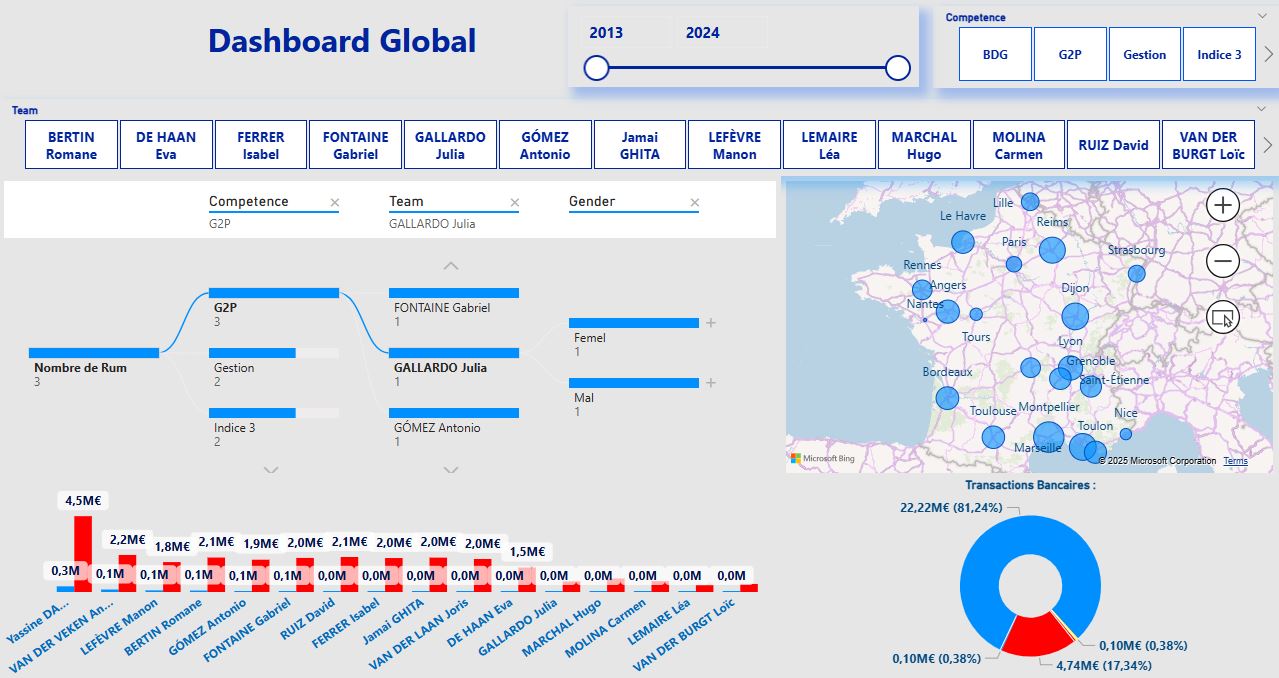 Dashboard Global
2013
2024
Competence
BDG
G2P
Gestion
Indice 3
Team
BERTIN
Romane
DE HAAN
Eva
FERRER
Isabel
FONTAINE
Gabriel
GALLARDO
Julia
GÓMEZ
Antonio
Jamai
GHITA
LEFÈVRE
Manon
LEMAIRE
Léa
MARCHAL
Hugo
MOLINA
Carmen
RUIZ David
VAN DER
BURGT Loïc
Competence
G2P
Team
GALLARDO Julia
Gender
Nombre de Rum
3
G2P
3
Gestion
2
Indice 3
2
FONTAINE Gabriel
1
GALLARDO Julia
1
GÓMEZ Antonio
1
Femel
1
Mal
1
Lille
Le Havre
Reims
Paris
Strasbourg
Rennes
Angers
Nantes
Dijon
Tours
Lyon
Grenoble
Bordeaux
Saint-Étienne
Toulouse
Montpellier
Nice
Toulon
Marseille
Microsoft Bing
© 2025 Microsoft Corporation
Terms
4,5M€
2,2M€
1,8M€
2,1M€
1,9M€
2,0M€
2,1M€
2,0M€
2,0M€
2,0M€
1,5M€
0,3M
0,1M
0,1M
0,1M
0,1M
0,1M
0,0M
0,0M
0,0M
0,0M
0,0M
0,0M
0,0M
0,0M
0,0M
0,0M
Yassine DA...
VAN DER VEKEN An...
LEFÈVRE Manon
BERTIN Romane
GÓMEZ Antonio
FONTAINE Gabriel
RUIZ David
FERRER Isabel
Jamai GHITA
VAN DER LAAN Joris
DE HAAN Eva
GALLARDO Julia
MARCHAL Hugo
MOLINA Carmen
LEMAIRE Léa
VAN DER BURGT Loïc
Transactions Bancaires :
22,22M€ (81,24%)
0,10M€ (0,38%)
0,10M€ (0,38%)
4,74M€ (17,34%)